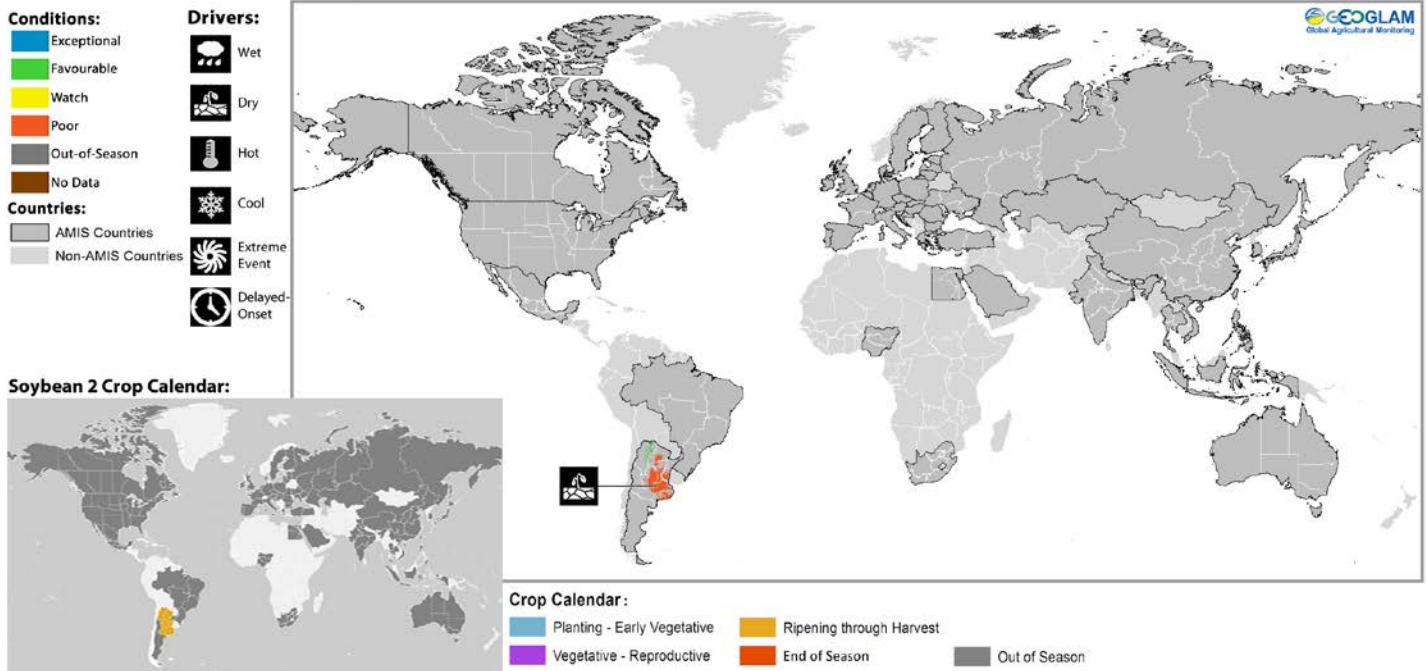 Conditions:
Exceptional
Favourable
Watch
Poor
Out-of-Season
No Data
Countries:
AMIS Countries
Non-AMIS Countries
Drivers:
Wet
Dry
Hot
Cool
Extreme
Event
Delayed-
Onset
GEOGLAM
Global Agricultural Monitoring
Soybean 2 Crop Calendar:
Crop Calendar :
Planting - Early Vegetative
Vegetative - Reproductive
Ripening through Harvest
End of Season
Out of Season